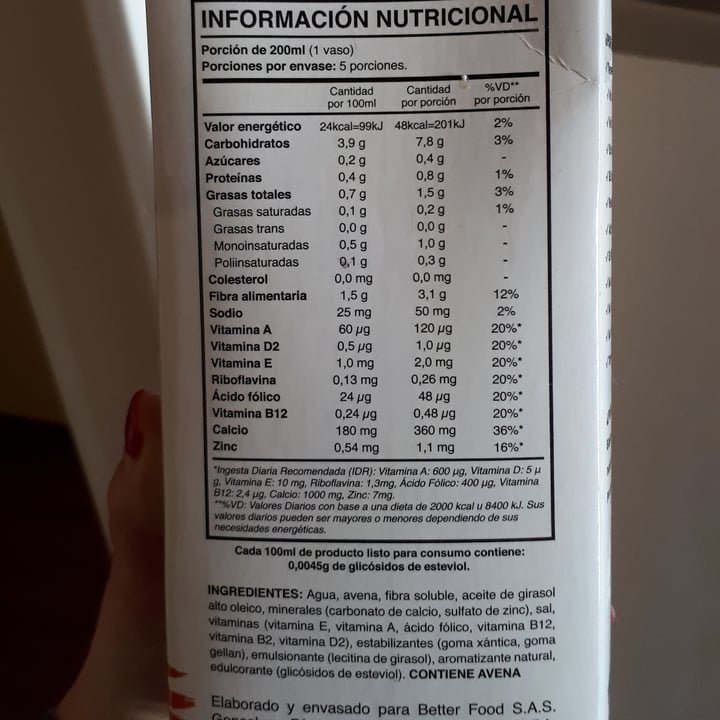 INFORMACIÓN NUTRICIONAL
Porción de 200ml (1 vaso)
Porciones por envase: 5 porciones.
Cantidad por 100ml Cantidad por porción %VD** por porción
Valor energético 24kcal=99kJ 48kcal=201kJ 2%
Carbohidratos 3,9 g 7,8 g 3%
Azúcares 0,2 g 0,4 g -
Proteínas 0,4 g 0,8 g 1%
Grasas totales 0,7 g 1,5 g 3%
Grasas saturadas 0,1 g 0,2 g 1%
Grasas trans 0,0 g 0,0 g -
Monoinsaturadas 0,5 g 1,0 g -
Poliinsaturadas 0,1 g 0,3 g -
Colesterol 0,0 mg 0,0 mg -
Fibra alimentaria 1,5 g 3,1 g 12%
Sodio 25 mg 50 mg 2%
Vitamina A 60 µg 120 µg 20%*
Vitamina D2 0,5 µg 1,0 µg 20%*
Vitamina E 1,0 mg 2,0 mg 20%*
Riboflavina 0,13 mg 0,26 mg 20%*
Ácido fólico 24 µg 48 µg 20%*
Vitamina B12 0,24 µg 0,48 µg 20%*
Calcio 180 mg 360 mg 36%*
Zinc 0,54 mg 1,1 mg 16%*
*Ingesta Diaria Recomendada (IDR): Vitamina A: 600 µg, Vitamina D: 5 µ
g, Vitamina E: 10 mg, Riboflavina: 1,3mg, Ácido Fólico: 400 µg, Vitamina
B12: 2,4 µg, Calcio: 1000 mg, Zinc: 7mg.
**%VD: Valores Diarios con base a una dieta de 2000 kcal u 8400 kJ. Sus
valores diarios pueden ser mayores o menores dependiendo de sus
necesidades energéticas.
Cada 100ml de producto listo para consumo contiene:
0,0045g de glicósidos de esteviol.
INGREDIENTES: Agua, avena, fibra soluble, aceite de girasol
alto oleico, minerales (carbonato de calcio, sulfato de zinc), sal,
vitaminas (vitamina E, vitamina A, ácido fólico, vitamina B12,
vitamina B2, vitamina D2), estabilizantes (goma xántica, goma
gellan), emulsionante (lecitina de girasol), aromatizante natural,
edulcorante (glicósidos de esteviol). CONTIENE AVENA
Elaborado y envasado para Better Food S.A.S.